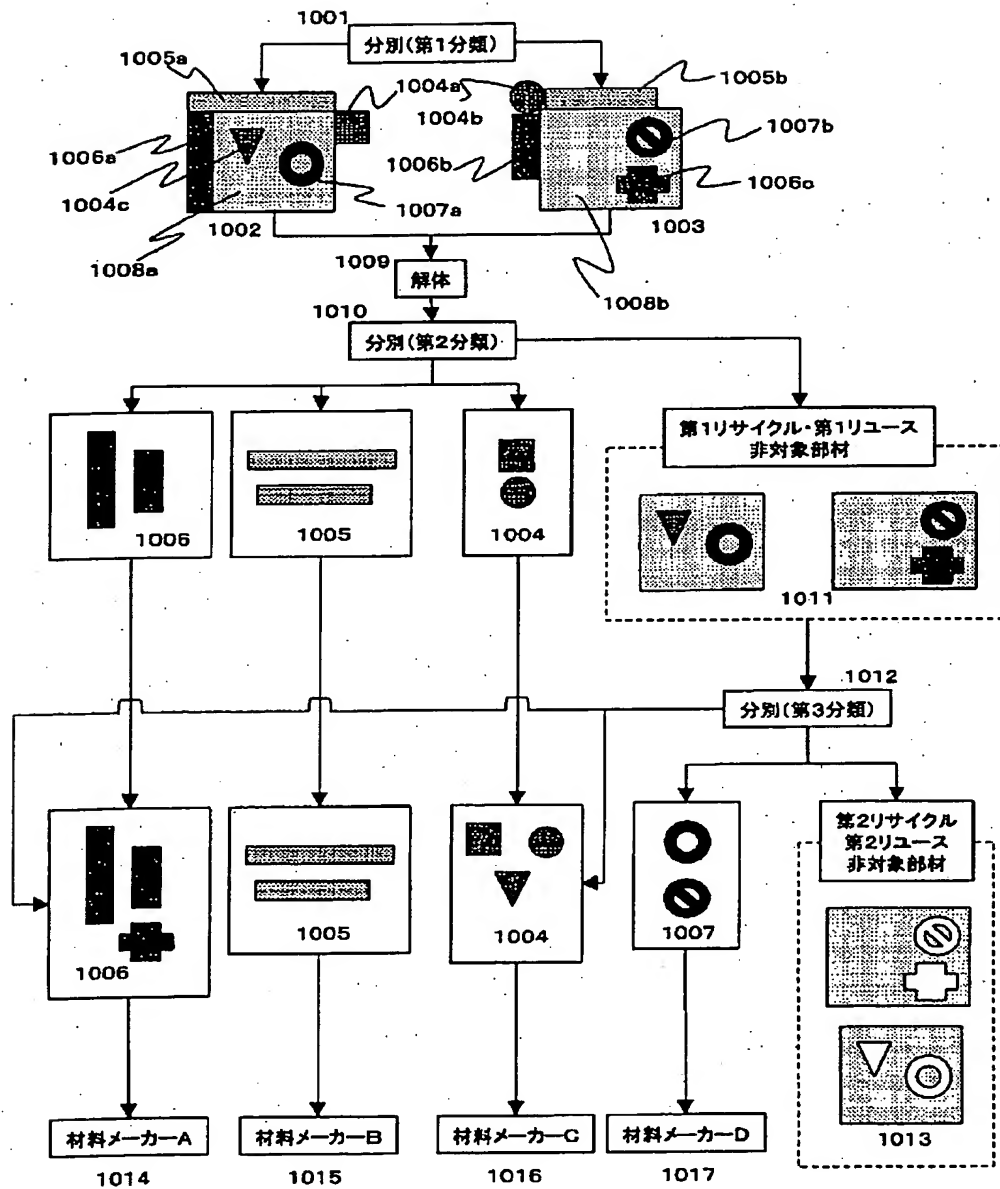 1001
分別(第1分類)
1005a
1004a
1004b
1005b
1006a
1006b
1007b
1004c
1007a
1006c
1002
1003
1008a
1009
解体
1008b
1010
分別(第2分類)
第1リサイクル・第1リユース
非対象部材
1006
1005
1004
1011
1012
分別(第3分類)
第2リサイクル
第2リユース
非対象部材
1006
1005
1004
1007
1013
材料メーカーA
材料メーカーB
材料メーカーC
材料メーカーD
1014
1015
1016
1017